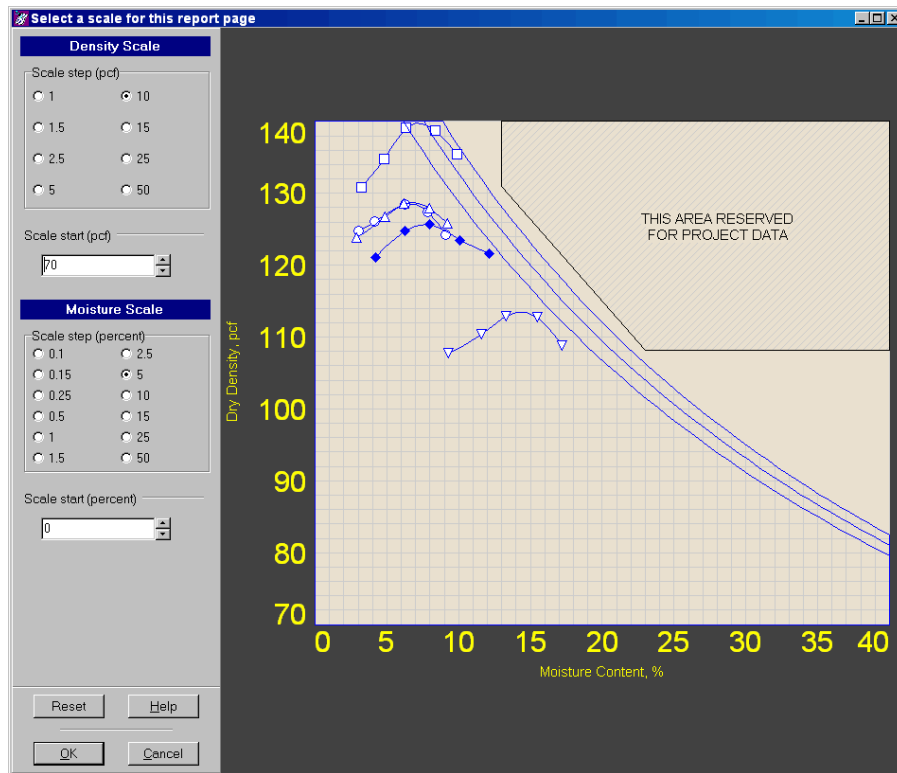 Select a scale for this report page
Density Scale
Scale step (pcf)
1 10
1.5 15
2.5 25
5 50
Scale start (pcf)
70
Moisture Scale
Scale step (percent)
0.1 2.5
0.15 5
0.25 10
0.5 15
1 25
1.5 50
Scale start (percent)
0
Reset Help
OK Cancel
140
130
120
110
100
90
80
70
Dry Density, pcf
THIS AREA RESERVED
FOR PROJECT DATA
0 5 10 15 20 25 30 35 40
Moisture Content, %